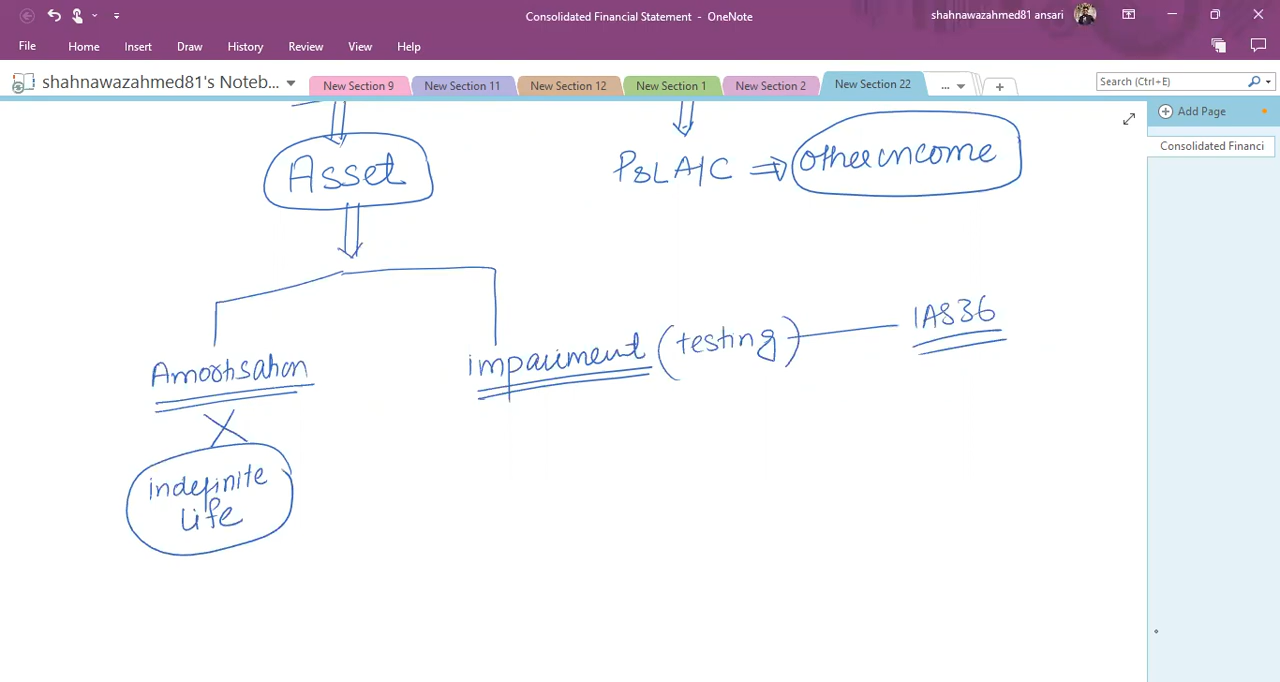 Consolidated Financial Statement - OneNote
shahnawazahmed81 ansari
File Home Insert Draw History Review View Help
shahnawazahmed81's Noteb...
New Section 9
New Section 11
New Section 12
New Section 1
New Section 2
New Section 22
...
Search (Ctrl+E)
Add Page
Consolidated Financi
Asset
P&L A/C ⇒ other income
Amortisation
impairment (testing)
IAS36
indefinite
life